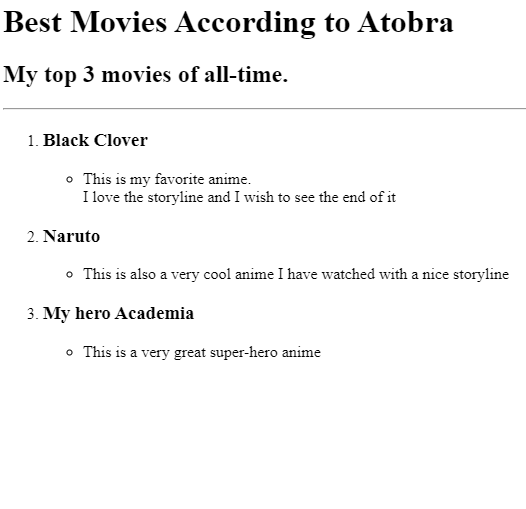 Best Movies According to Atobra
My top 3 movies of all-time.
1. Black Clover
This is my favorite anime.
I love the storyline and I wish to see the end of it
2. Naruto
This is also a very cool anime I have watched with a nice storyline
3. My hero Academia
This is a very great super-hero anime